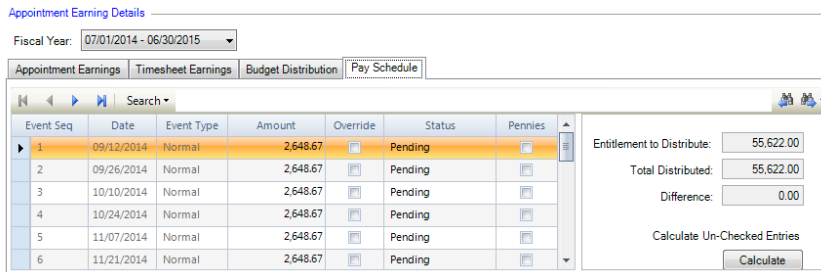 Appointment Earning Details
Fiscal Year: 07/01/2014 - 06/30/2015
Appointment Earnings Timesheet Earnings Budget Distribution Pay Schedule
Search
Event Seq Date Event Type Amount Override Status Pennies
1 09/12/2014 Normal 2,648.67 Pending
2 09/26/2014 Normal 2,648.67 Pending
3 10/10/2014 Normal 2,648.67 Pending
4 10/24/2014 Normal 2,648.67 Pending
5 11/07/2014 Normal 2,648.67 Pending
6 11/21/2014 Normal 2,648.67 Pending
Entitlement to Distribute: 55,622.00
Total Distributed: 55,622.00
Difference: 0.00
Calculate Un-Checked Entries
Calculate